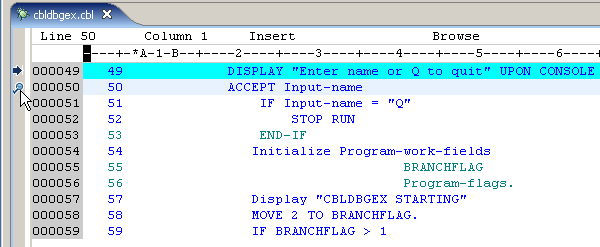 cbldbgex.cbl
Line 50 Column 1 Insert Browse
----+-*A-1-B--+----2----+----3----+----4----+----5----+----6----+
000049 49 DISPLAY "Enter name or Q to quit" UPON CONSOLE
000050 50 ACCEPT Input-name
000051 51 IF Input-name = "Q"
000052 52 STOP RUN
000053 53 END-IF
000054 54 Initialize Program-work-fields
000055 55 BRANCHFLAG
000056 56 Program-flags.
000057 57 Display "CBLDBGEX STARTING"
000058 58 MOVE 2 TO BRANCHFLAG.
000059 59 IF BRANCHFLAG > 1